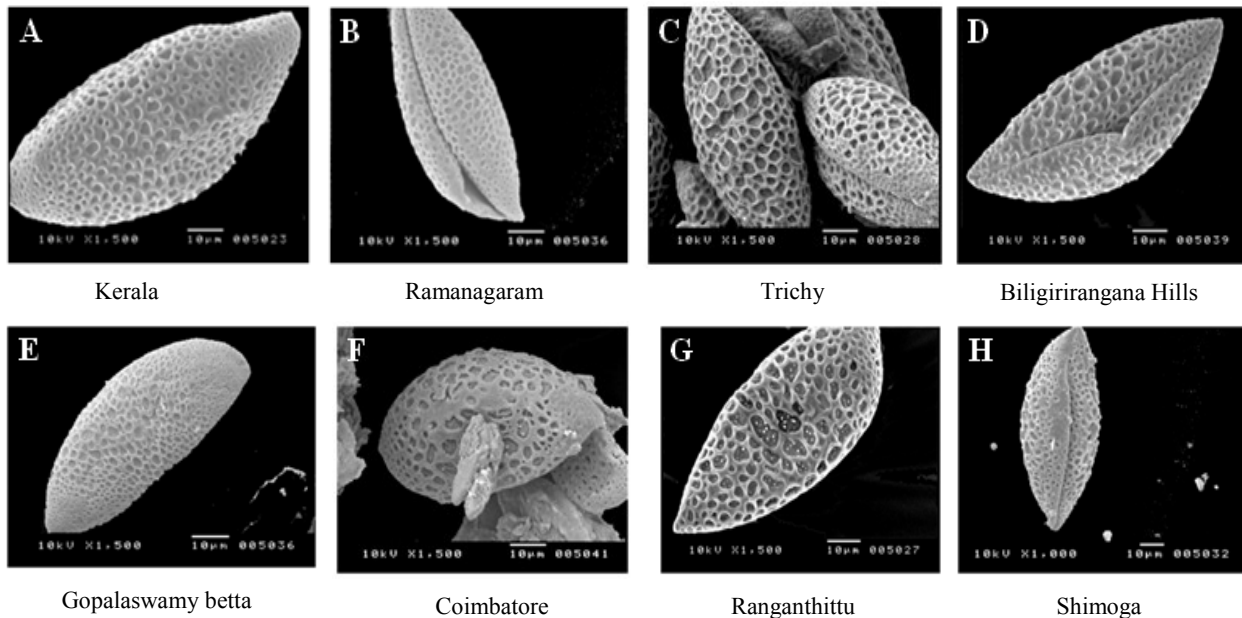 A
10kV X1,500 10μm 005023
Kerala
B
10kV X1,500 10μm 005036
Ramanagaram
C
10kV X1,500 10μm 005028
Trichy
D
10kV X1,500 10μm 005039
Biligirirangana Hills
E
10kV X1,500 10μm 005036
Gopalaswamy betta
F
10kV X1,500 10μm 005041
Coimbatore
G
10kV X1,500 10μm 005027
Ranganthittu
H
10kV X1,000 10μm 005032
Shimoga